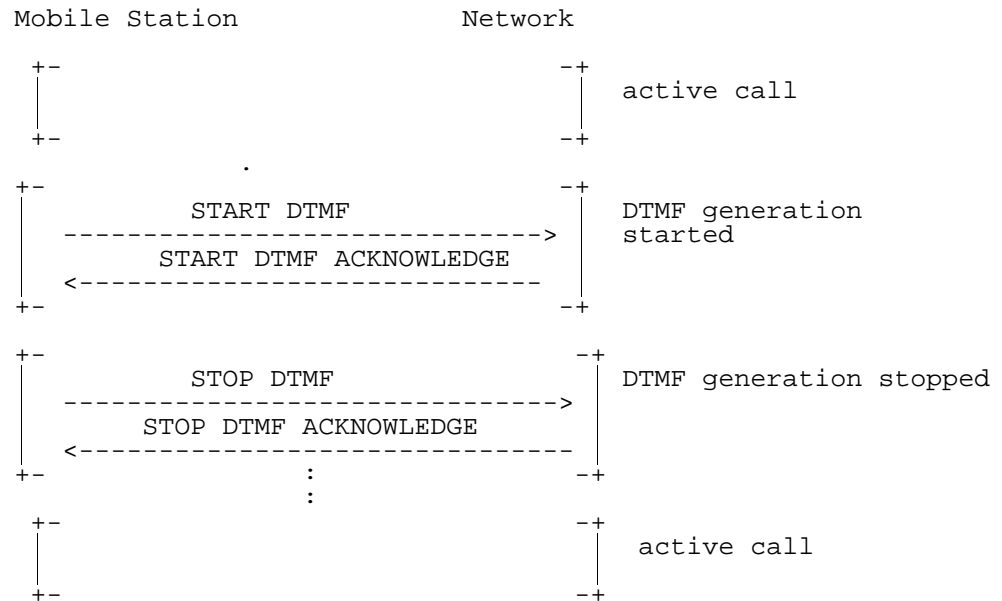 Mobile Station Network
+- -+
active call
+- -+
.
+- -+
START DTMF DTMF generation
-----------------------------> started
START DTMF ACKNOWLEDGE
<-----------------------------
+- -+
+- -+
STOP DTMF DTMF generation stopped
------------------------------->
STOP DTMF ACKNOWLEDGE
<-------------------------------
+- : -+
:
+- -+
active call
+- -+